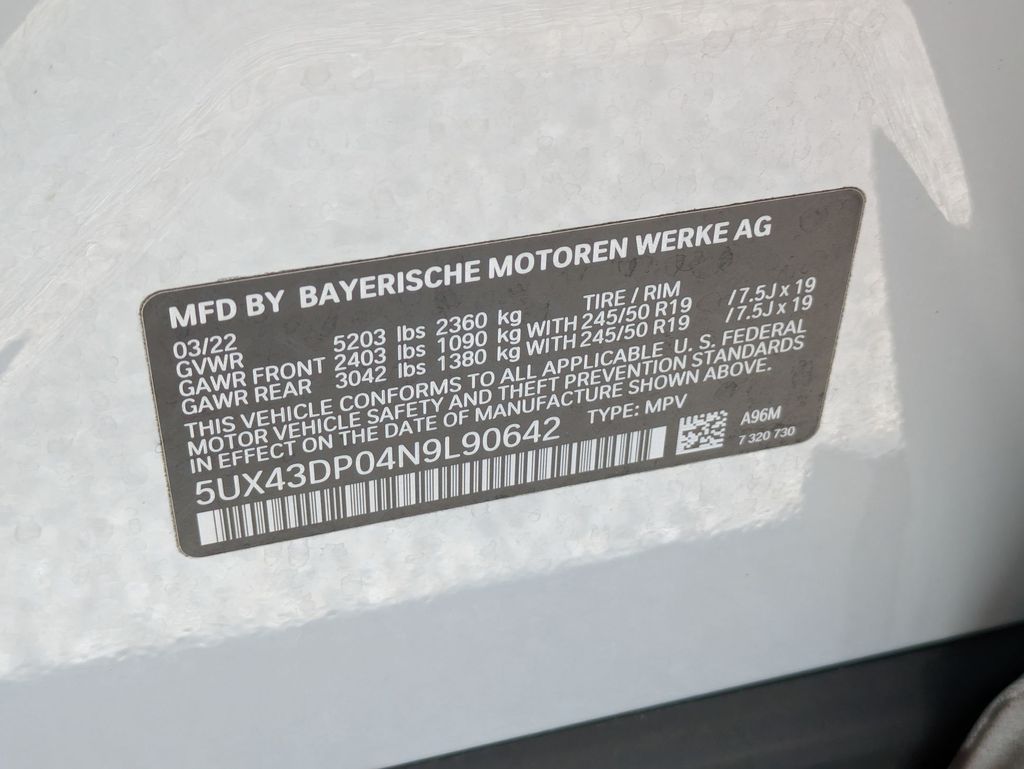 MFD BY BAYERISCHE MOTOREN WERKE AG
03/22 TIRE / RIM
GVWR 5203 lbs 2360 kg
GAWR FRONT 2403 lbs 1090 kg WITH 245/50 R19 /7.5J x 19
GAWR REAR 3042 lbs 1380 kg WITH 245/50 R19 /7.5J x 19
THIS VEHICLE CONFORMS TO ALL APPLICABLE U. S. FEDERAL
MOTOR VEHICLE SAFETY AND THEFT PREVENTION STANDARDS
IN EFFECT ON THE DATE OF MANUFACTURE SHOWN ABOVE.
5UX43DP04N9L90642 TYPE: MPV
A96M
7 320 730